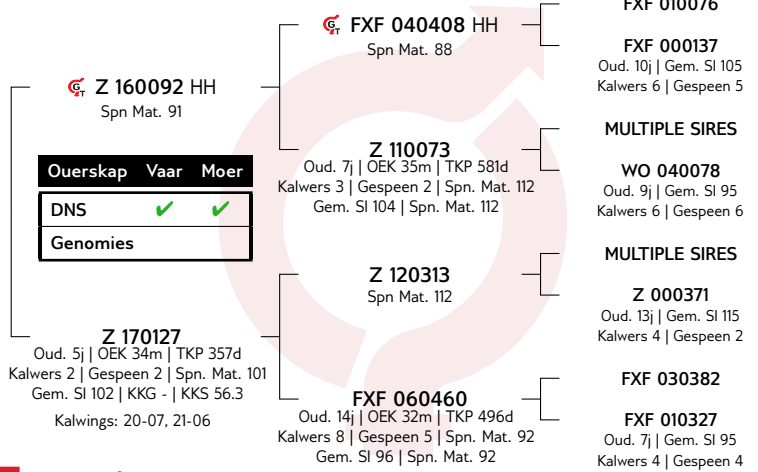 FXF 010076
FXF 040408 HH
Spn Mat. 88
FXF 000137
Oud. 10j | Gem. SI 105
Kalwers 6 | Gespeen 5
Z 160092 HH
Spn Mat. 91
MULTIPLE SIRES
Z 110073
Oud. 7j | OEK 35m | TKP 581d
Kalwers 3 | Gespeen 2 | Spn. Mat. 112
Gem. SI 104 | Spn. Mat. 112
WO 040078
Oud. 9j | Gem. SI 95
Kalwers 6 | Gespeen 6
Ouerskap Vaar Moer
DNS ✔ ✔
Genomies
MULTIPLE SIRES
Z 120313
Spn Mat. 112
Z 000371
Oud. 13j | Gem. SI 115
Kalwers 4 | Gespeen 2
Z 170127
Oud. 5j | OEK 34m | TKP 357d
Kalwers 2 | Gespeen 2 | Spn. Mat. 101
Gem. SI 102 | KKG - | KKS 56.3
Kalwings: 20-07, 21-06
FXF 030382
FXF 060460
Oud. 14j | OEK 32m | TKP 496d
Kalwers 8 | Gespeen 5 | Spn. Mat. 92
Gem. SI 96 | Spn. Mat. 92
FXF 010327
Oud. 7j | Gem. SI 95
Kalwers 4 | Gespeen 4